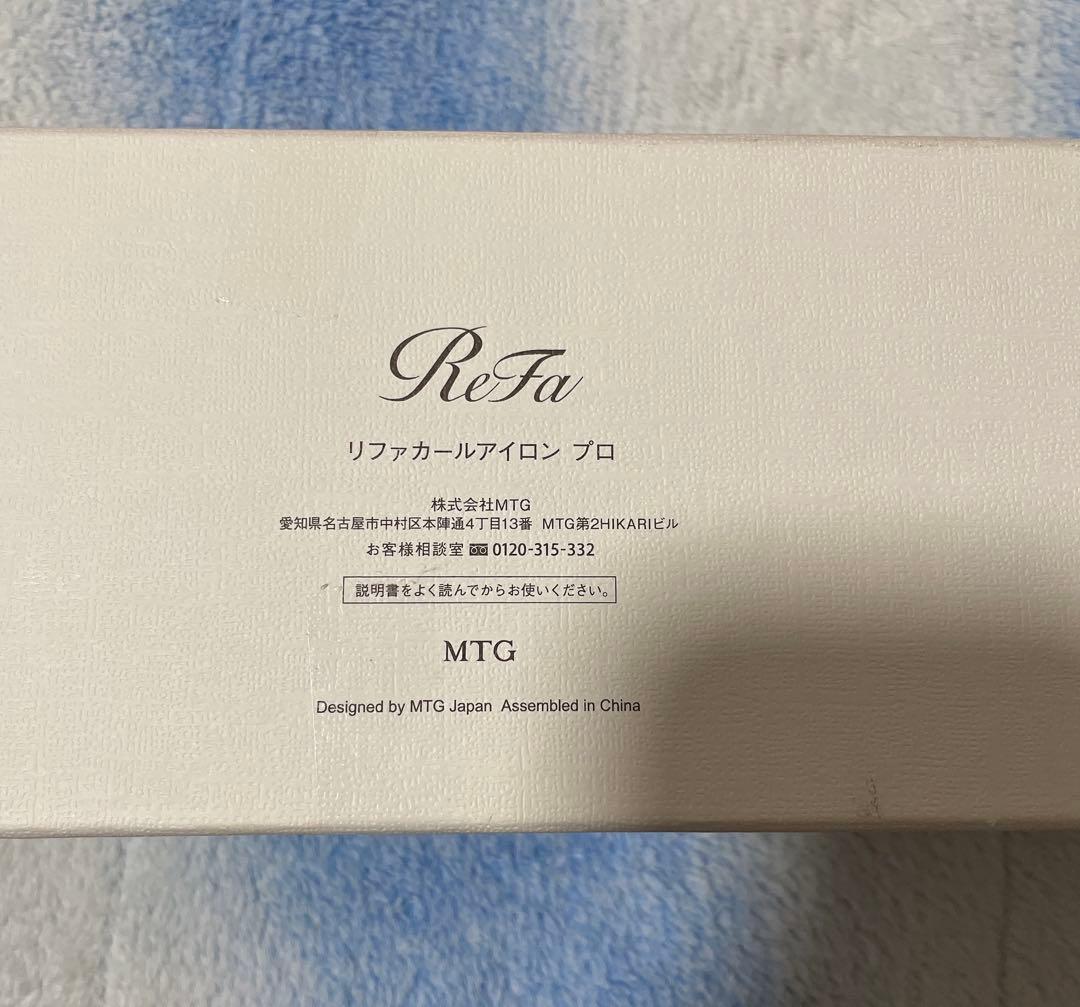 ReFa
リファカールアイロン プロ
株式会社MTG
愛知県名古屋市中村区本陣通4丁目13番 MTG第2HIKARIビル
お客様相談室 0120-315-332
説明書をよく読んでからお使いください。
MTG
Designed by MTG Japan Assembled in China